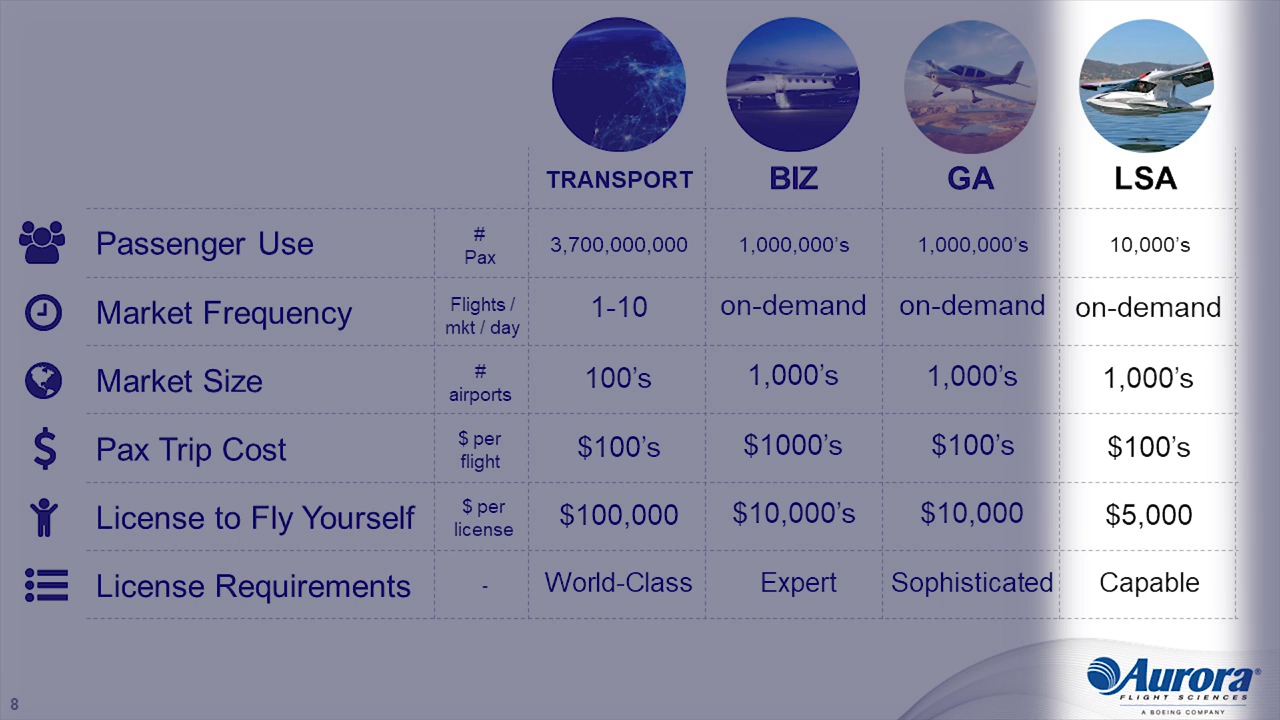 TRANSPORT BIZ GA LSA
Passenger Use # Pax 3,700,000,000 1,000,000’s 1,000,000’s 10,000’s
Market Frequency Flights / mkt / day 1-10 on-demand on-demand on-demand
Market Size # airports 100’s 1,000’s 1,000’s 1,000’s
Pax Trip Cost $ per flight $100’s $1000’s $100’s $100’s
License to Fly Yourself $ per license $100,000 $10,000’s $10,000 $5,000
License Requirements - World-Class Expert Sophisticated Capable
Aurora®
FLIGHT SCIENCES
A BOEING COMPANY
8